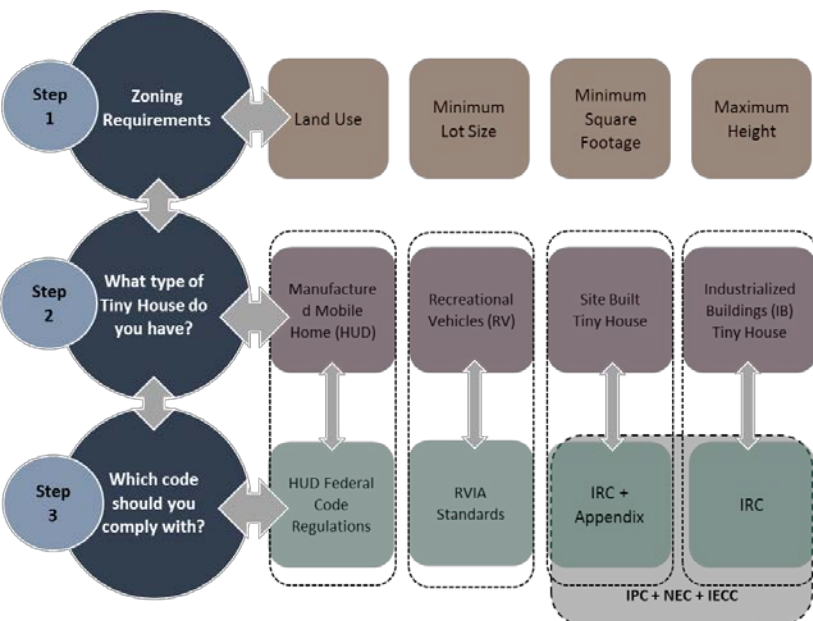 Step
1
Zoning
Requirements
Land Use
Minimum
Lot Size
Minimum
Square
Footage
Maximum
Height
Step
2
What type of
Tiny House do
you have?
Manufacture
d Mobile
Home (HUD)
Recreational
Vehicles (RV)
Site Built
Tiny House
Industrialized
Buildings (IB)
Tiny House
Step
3
Which code
should you
comply with?
HUD Federal
Code
Regulations
RVIA
Standards
IRC +
Appendix
IRC
IPC + NEC + IECC